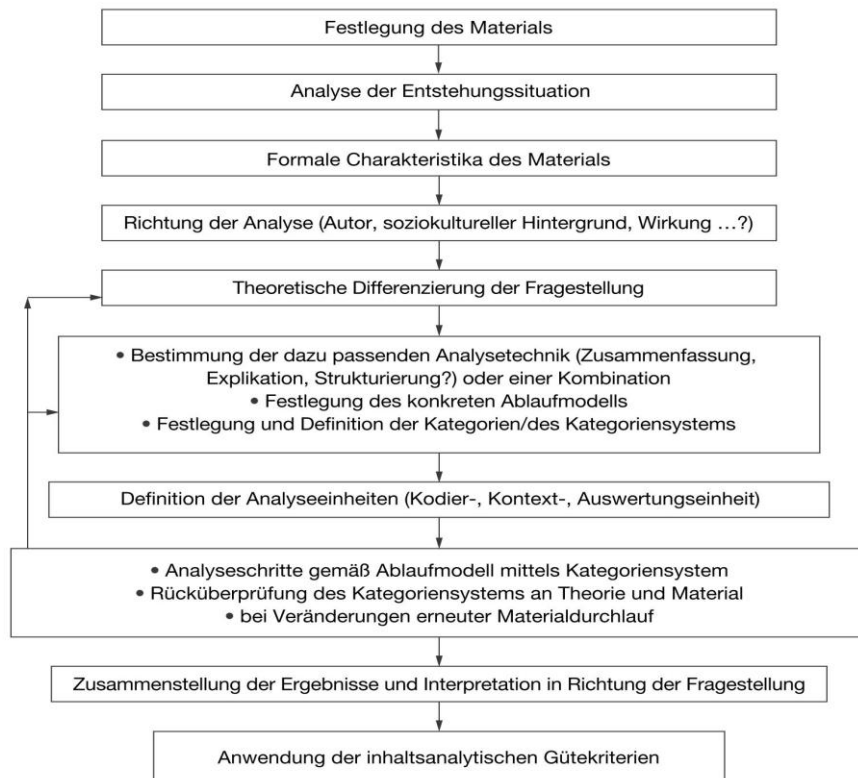 Festlegung des Materials
Analyse der Entstehungssituation
Formale Charakteristika des Materials
Richtung der Analyse (Autor, soziokultureller Hintergrund, Wirkung …?)
Theoretische Differenzierung der Fragestellung
• Bestimmung der dazu passenden Analysetechnik (Zusammenfassung,
Explikation, Strukturierung?) oder einer Kombination
• Festlegung des konkreten Ablaufmodells
• Festlegung und Definition der Kategorien/des Kategoriensystems
Definition der Analyseeinheiten (Kodier-, Kontext-, Auswertungseinheit)
• Analyseschritte gemäß Ablaufmodell mittels Kategoriensystem
• Rücküberprüfung des Kategoriensystems an Theorie und Material
• bei Veränderungen erneuter Materialdurchlauf
Zusammenstellung der Ergebnisse und Interpretation in Richtung der Fragestellung
Anwendung der inhaltsanalytischen Gütekriterien